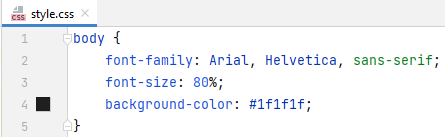 style.css
1 body {
2 font-family: Arial, Helvetica, sans-serif;
3 font-size: 80%;
4 background-color: #1f1f1f;
5 }